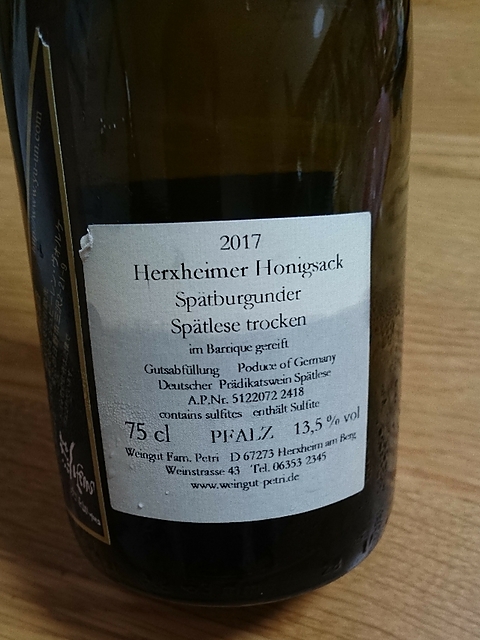 2017
Herxheimer Honigsack
Spätburgunder
Spätlese trocken
im Barrique gereift
Gutsabfüllung Poduce of Germany
Deutscher Prädikatswein Spätlese
A.P.Nr. 5122072 2418
contains sulfites enthält Sulfite
75 cl PFALZ 13,5 % vol
Weingut Fam. Petri D 67273 Herxheim am Berg
Weinstrasse 43 Tel. 06353 2345
www.weingut-petri.de